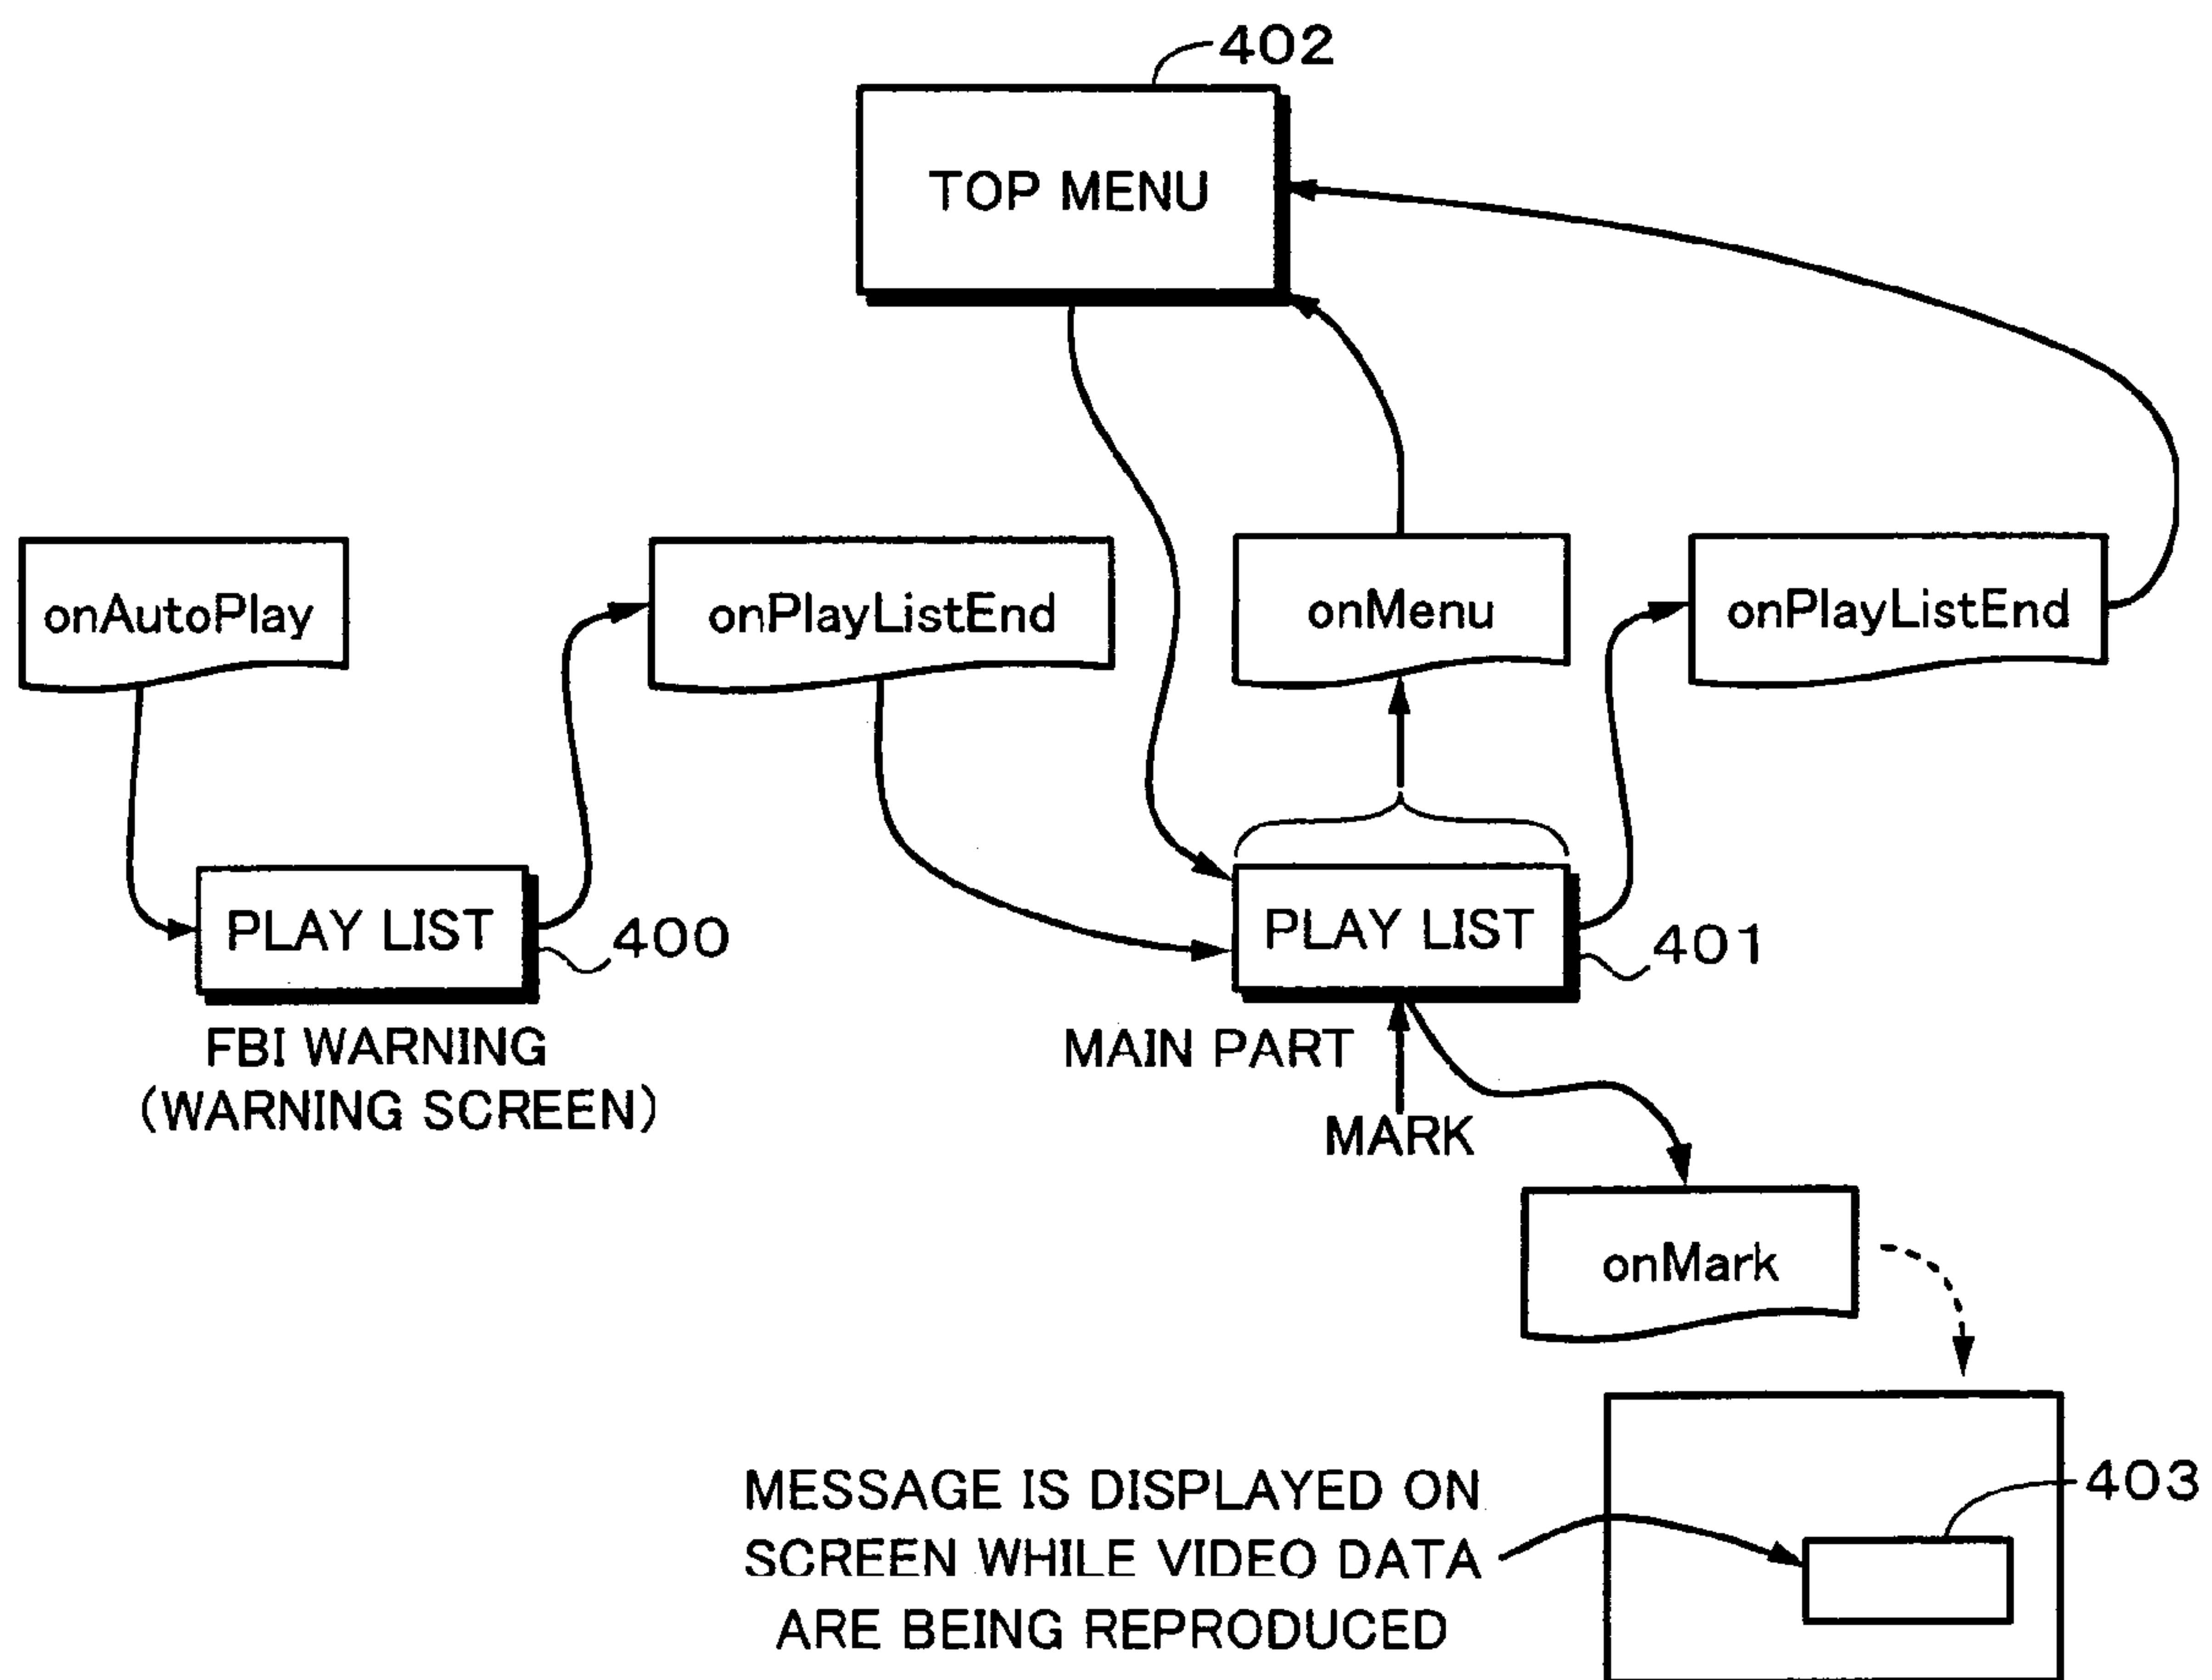 402
TOP MENU
onAutoPlay
onPlayListEnd
onMenu
onPlayListEnd
PLAY LIST
400
PLAY LIST
401
FBI WARNING
(WARNING SCREEN)
MAIN PART
MARK
onMark
MESSAGE IS DISPLAYED ON
SCREEN WHILE VIDEO DATA
ARE BEING REPRODUCED
403